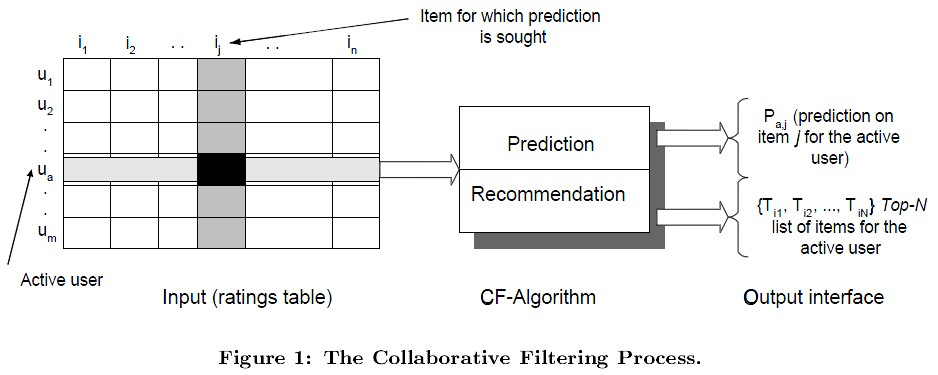 Item for which prediction
is sought
i1 i2 . . ij . . in
u1
u2
.
.
ua
.
.
um
Active user
Prediction
Recommendation
Pa,j (prediction on
item j for the active
user)
{Ti1, Ti2, ..., TiN} Top-N
list of items for the
active user
Input (ratings table)
CF-Algorithm
Output interface
Figure 1: The Collaborative Filtering Process.